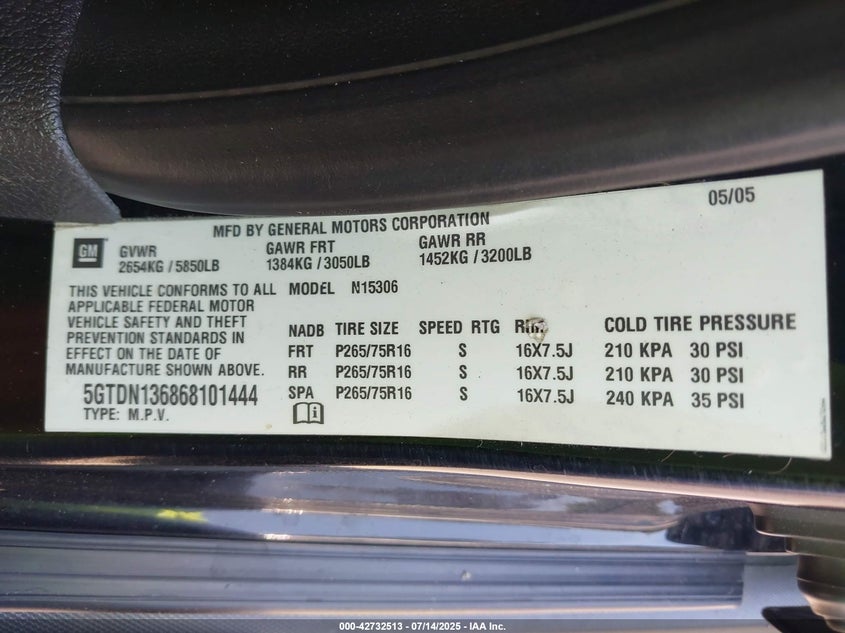 05/05
MFD BY GENERAL MOTORS CORPORATION
GM GVWR GAWR FRT GAWR RR
2654KG / 5850LB 1384KG / 3050LB 1452KG / 3200LB
THIS VEHICLE CONFORMS TO ALL MODEL N15306
APPLICABLE FEDERAL MOTOR
VEHICLE SAFETY AND THEFT
PREVENTION STANDARDS IN
EFFECT ON THE DATE OF
MANUFACTURE SHOWN ABOVE.
5GTDN136868101444
TYPE: M.P.V.
NADB TIRE SIZE SPEED RTG RIM COLD TIRE PRESSURE
FRT P265/75R16 S 16X7.5J 210 KPA 30 PSI
RR P265/75R16 S 16X7.5J 210 KPA 30 PSI
SPA P265/75R16 S 16X7.5J 240 KPA 35 PSI
000-42732513 - 07/14/2025 - IAA Inc.